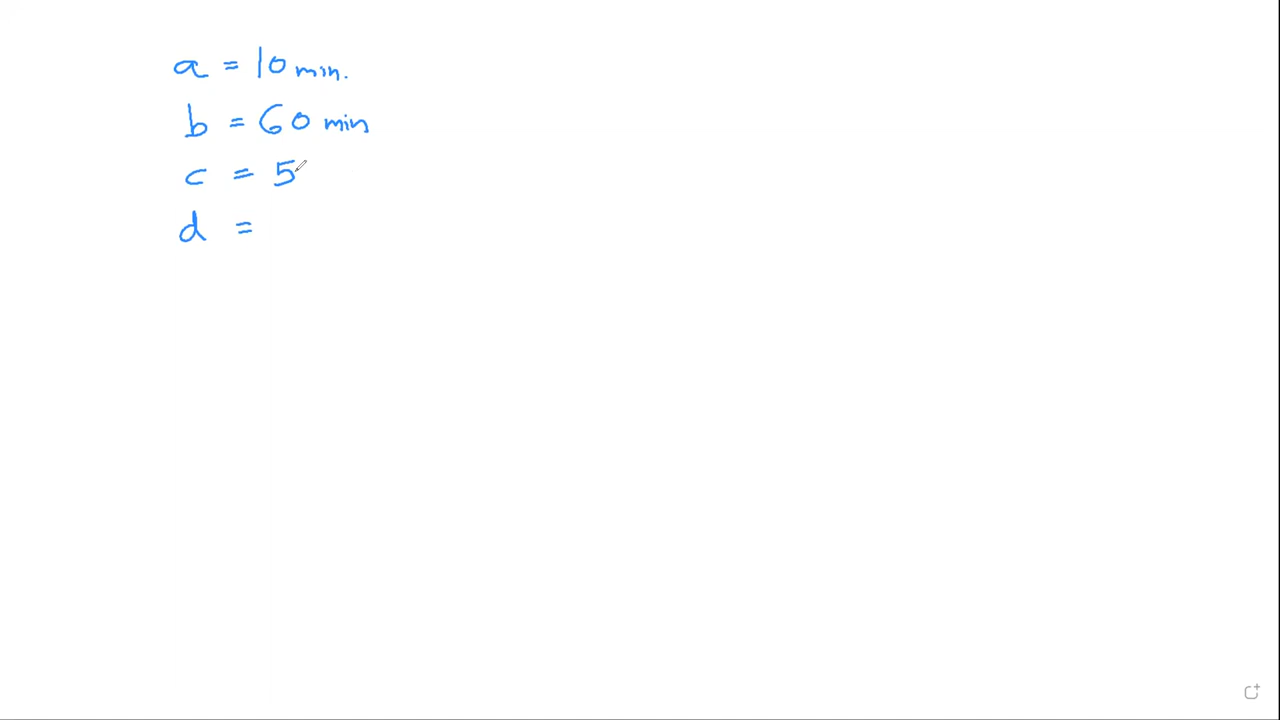 a = 10 min.
b = 60 min
c = 5
d =